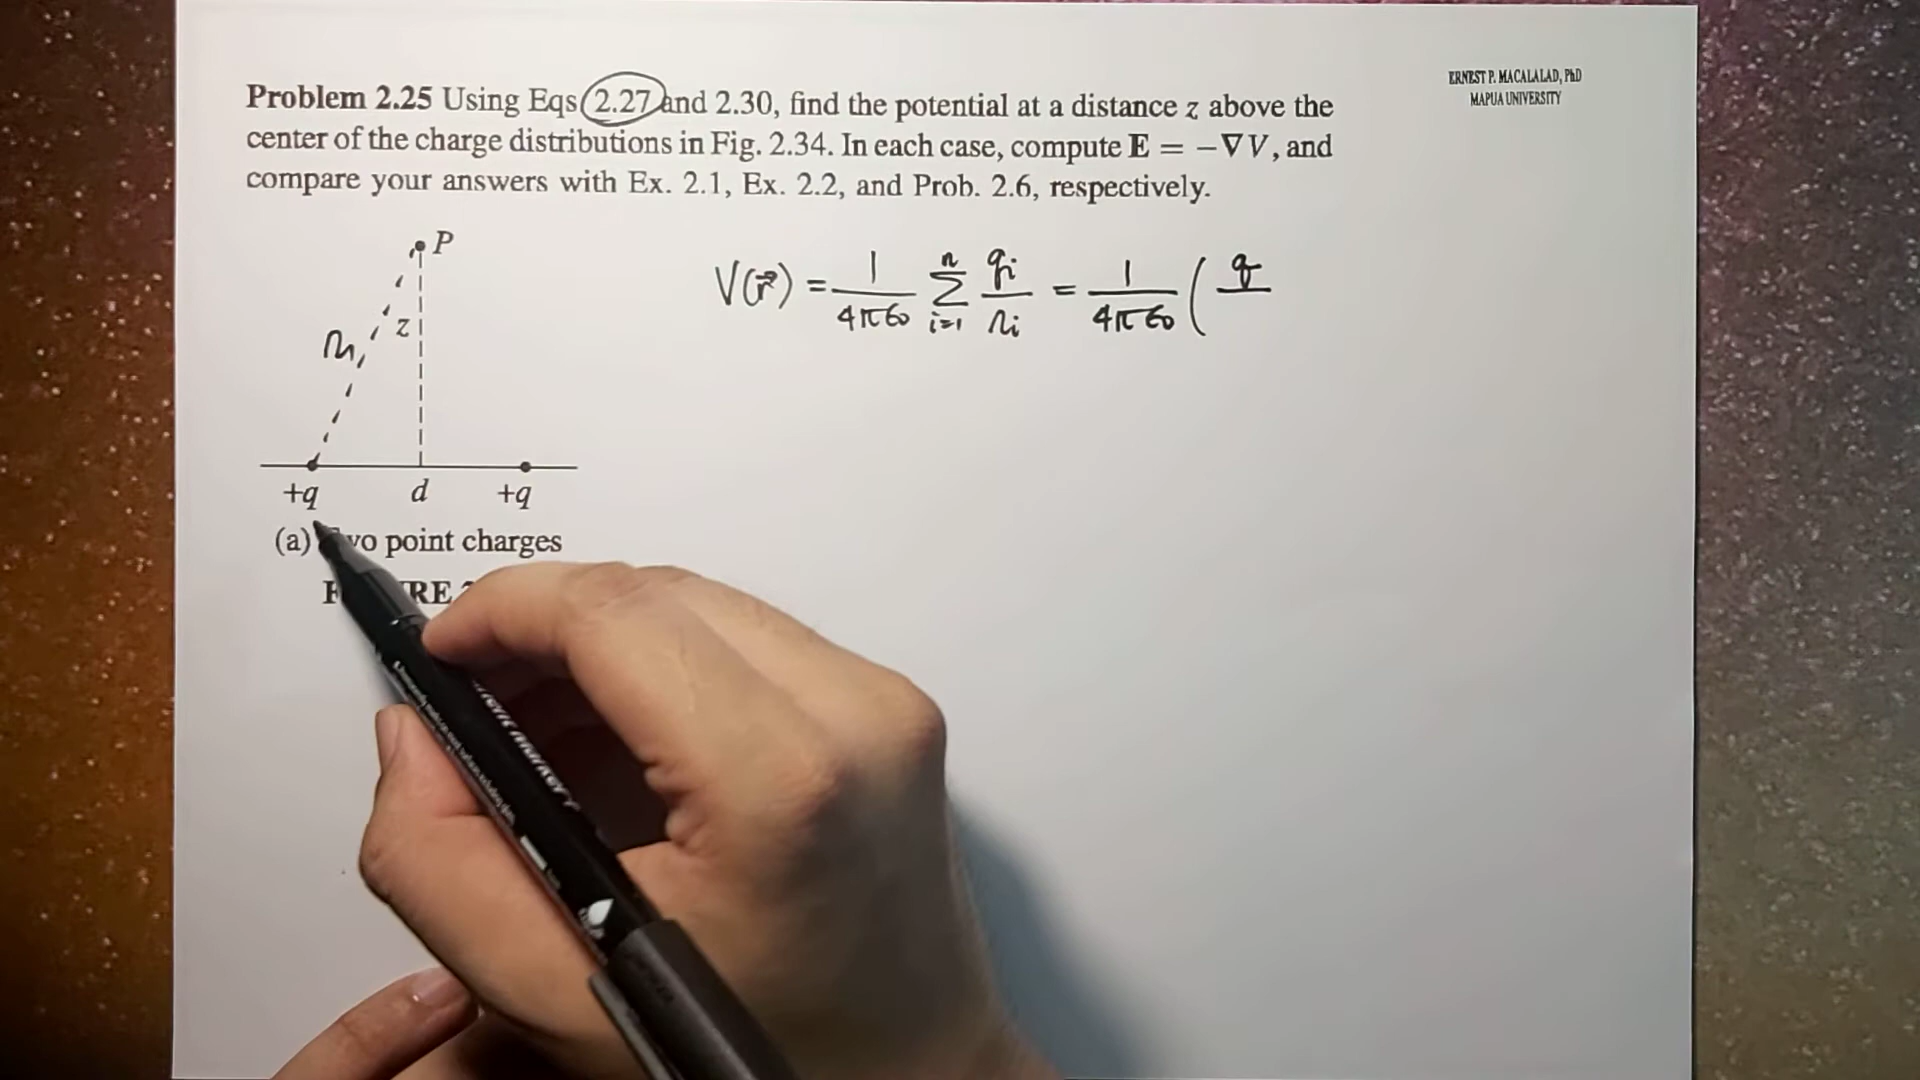 Problem 2.25 Using Eqs 2.27 and 2.30, find the potential at a distance z above the
center of the charge distributions in Fig. 2.34. In each case, compute E = −∇V, and
compare your answers with Ex. 2.1, Ex. 2.2, and Prob. 2.6, respectively.
ERNEST P. MACALALAD, PhD
MAPUA UNIVERSITY
P
z
+q d +q
(a) point charges
V(r⃗) = 1/4πε₀ Σ_{i=1}^{n} qᵢ/𝓇ᵢ = 1/4πε₀ ( q